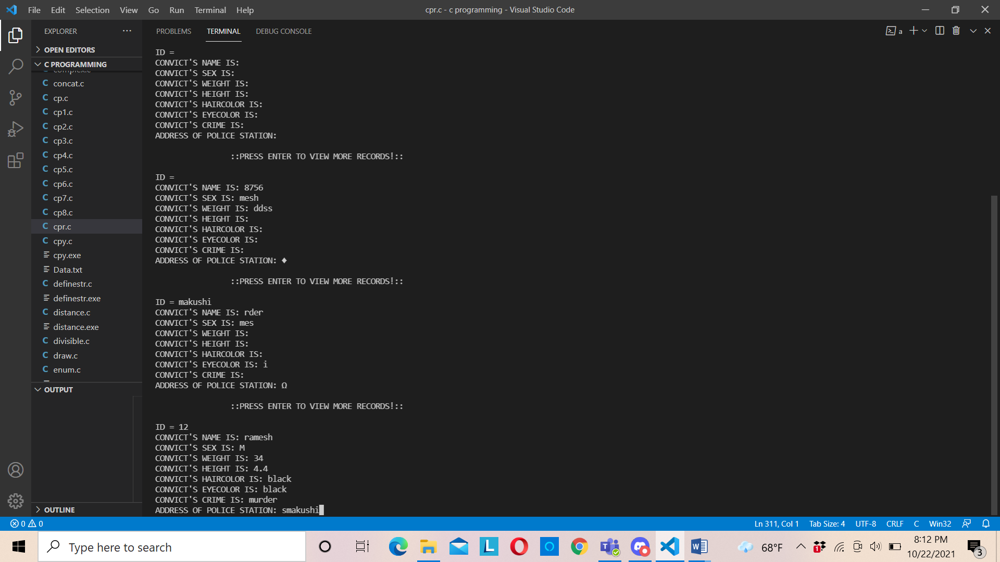 File Edit Selection View Go Run Terminal Help
cpr.c - c programming - Visual Studio Code
EXPLORER
OPEN EDITORS
C PROGRAMMING
complex.c
C concat.c
C cp.c
C cp1.c
C cp2.c
C cp3.c
C cp4.c
C cp5.c
C cp6.c
C cp7.c
C cp8.c
C cpr.c
C cpy.c
cpy.exe
Data.txt
C definestr.c
definestr.exe
C distance.c
distance.exe
C divisible.c
C draw.c
C enum.c
OUTPUT
OUTLINE
PROBLEMS TERMINAL DEBUG CONSOLE
a
ID =
CONVICT'S NAME IS:
CONVICT'S SEX IS:
CONVICT'S WEIGHT IS:
CONVICT'S HEIGHT IS:
CONVICT'S HAIRCOLOR IS:
CONVICT'S EYECOLOR IS:
CONVICT'S CRIME IS:
ADDRESS OF POLICE STATION:
::PRESS ENTER TO VIEW MORE RECORDS!::
ID =
CONVICT'S NAME IS: 8756
CONVICT'S SEX IS: mesh
CONVICT'S WEIGHT IS: ddss
CONVICT'S HEIGHT IS:
CONVICT'S HAIRCOLOR IS:
CONVICT'S EYECOLOR IS:
CONVICT'S CRIME IS:
ADDRESS OF POLICE STATION: ♦
::PRESS ENTER TO VIEW MORE RECORDS!::
ID = makushi
CONVICT'S NAME IS: rder
CONVICT'S SEX IS: mes
CONVICT'S WEIGHT IS:
CONVICT'S HEIGHT IS:
CONVICT'S HAIRCOLOR IS:
CONVICT'S EYECOLOR IS: i
CONVICT'S CRIME IS:
ADDRESS OF POLICE STATION: Ω
::PRESS ENTER TO VIEW MORE RECORDS!::
ID = 12
CONVICT'S NAME IS: ramesh
CONVICT'S SEX IS: M
CONVICT'S WEIGHT IS: 34
CONVICT'S HEIGHT IS: 4.4
CONVICT'S HAIRCOLOR IS: black
CONVICT'S EYECOLOR IS: black
CONVICT'S CRIME IS: murder
ADDRESS OF POLICE STATION: smakushi
0 0
Ln 311, Col 1 Tab Size: 4 UTF-8 CRLF C Win32
Type here to search
68°F
8:12 PM
10/22/2021
1
3